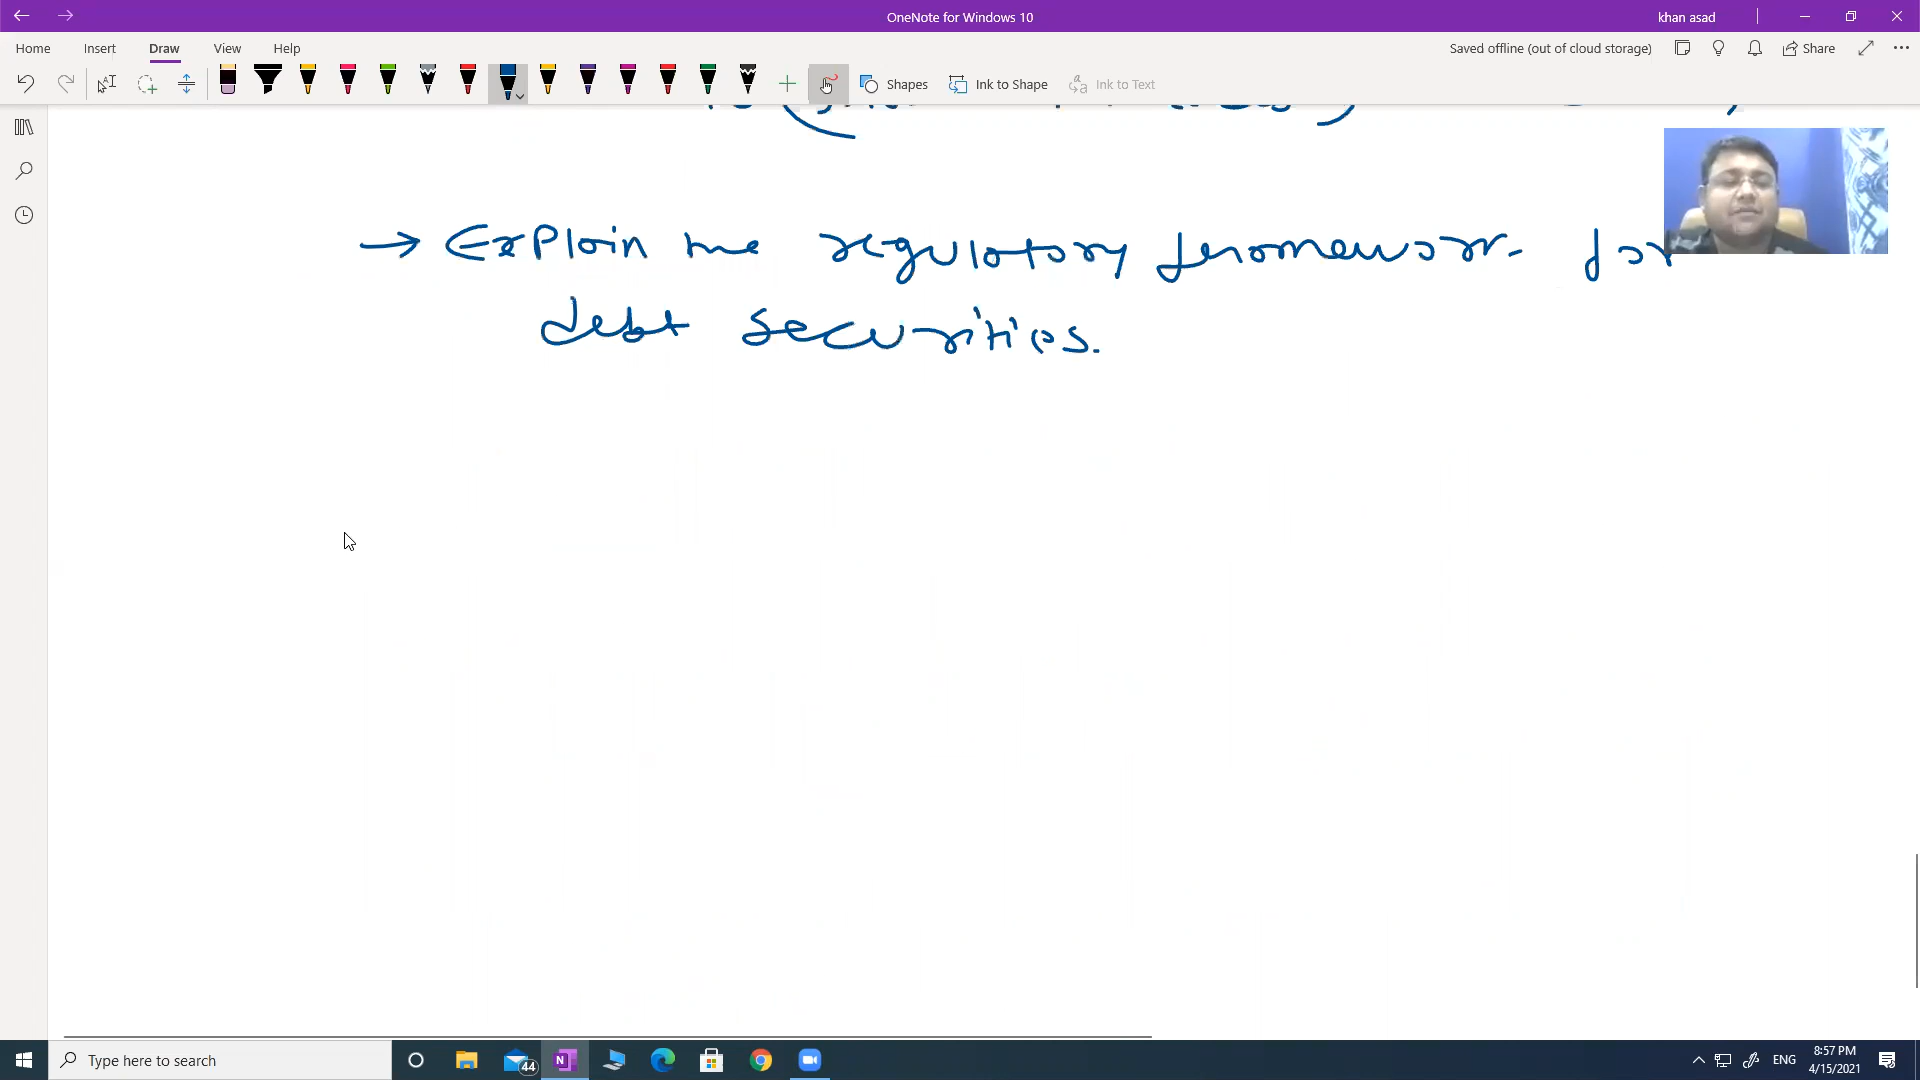 OneNote for Windows 10
khan asad
Home Insert Draw View Help
Saved offline (out of cloud storage)
Share
Shapes
Ink to Shape
Ink to Text
→ Explain the regulatory framework for
debt securities.
Type here to search
44
N
ENG
8:57 PM
4/15/2021